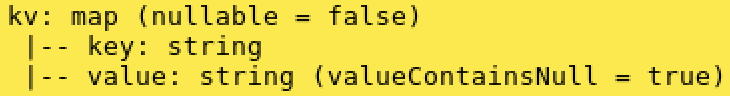 kv: map (nullable = false)
 |-- key: string
 |-- value: string (valueContainsNull = true)